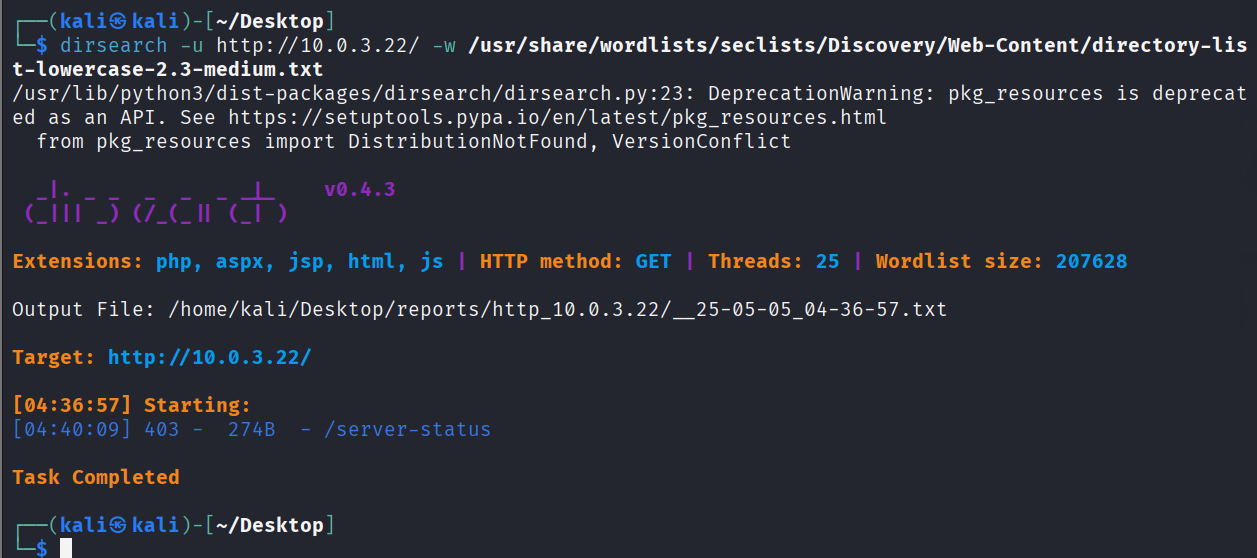 ┌──(kali㉿kali)-[~/Desktop]
└─$ dirsearch -u http://10.0.3.22/ -w /usr/share/wordlists/seclists/Discovery/Web-Content/directory-lis
t-lowercase-2.3-medium.txt
/usr/lib/python3/dist-packages/dirsearch/dirsearch.py:23: DeprecationWarning: pkg_resources is deprecat
ed as an API. See https://setuptools.pypa.io/en/latest/pkg_resources.html
  from pkg_resources import DistributionNotFound, VersionConflict

  _|. _ _  _  _  _ _|_    v0.4.3
 (_||| _) (/_(_|| (_| )

Extensions: php, aspx, jsp, html, js | HTTP method: GET | Threads: 25 | Wordlist size: 207628

Output File: /home/kali/Desktop/reports/http_10.0.3.22/__25-05-05_04-36-57.txt

Target: http://10.0.3.22/

[04:36:57] Starting:
[04:40:09] 403 -  274B  - /server-status

Task Completed

┌──(kali㉿kali)-[~/Desktop]
└─$